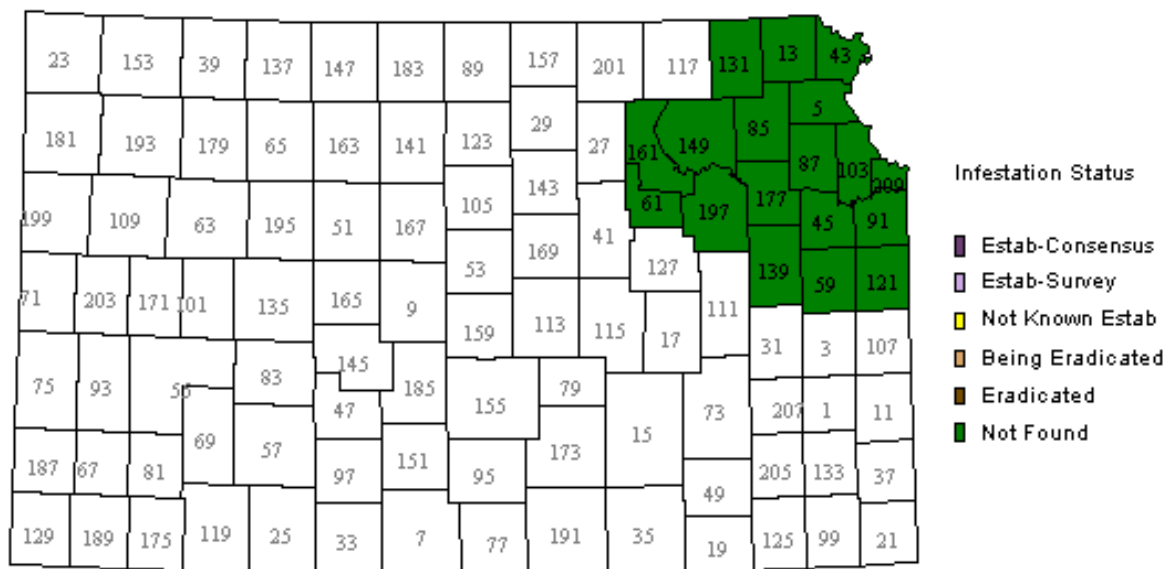 23 153 39 137 147 183 89 157 201 117 131 13 43
181 193 179 65 163 141 123 29 27 161 149 85 5
87 103 209
199 109 63 195 51 167 105 143 41 61 197 177 45 91
71 203 171 101 135 165 9 53 169 127 111 139 59 121
159 113 115 17 31 3 107
75 93 55 83 145 185 155 79 15 73 207 1 11
69 57 47 173
187 67 81 97 151 95 49 205 133 37
129 189 175 119 25 33 7 77 191 35 19 125 99 21
Infestation Status
Estab-Consensus
Estab-Survey
Not Known Estab
Being Eradicated
Eradicated
Not Found